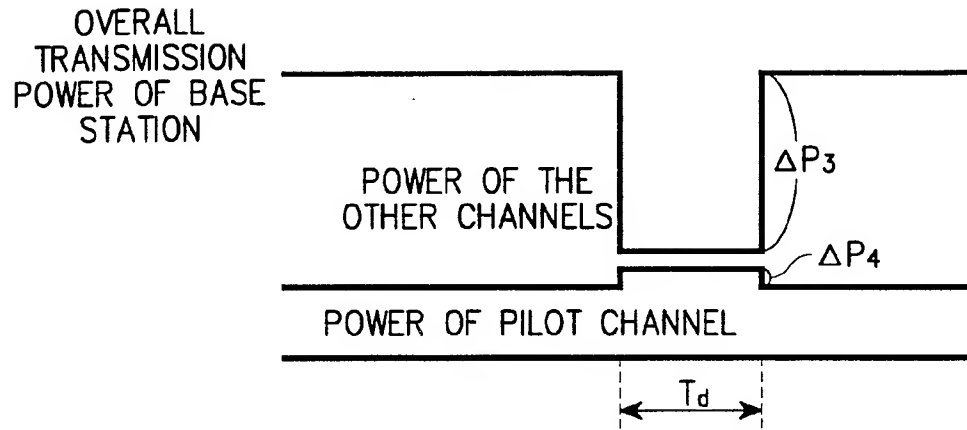 OVERALL
TRANSMISSION
POWER OF BASE
STATION
POWER OF THE
OTHER CHANNELS
ΔP3
ΔP4
POWER OF PILOT CHANNEL
Td